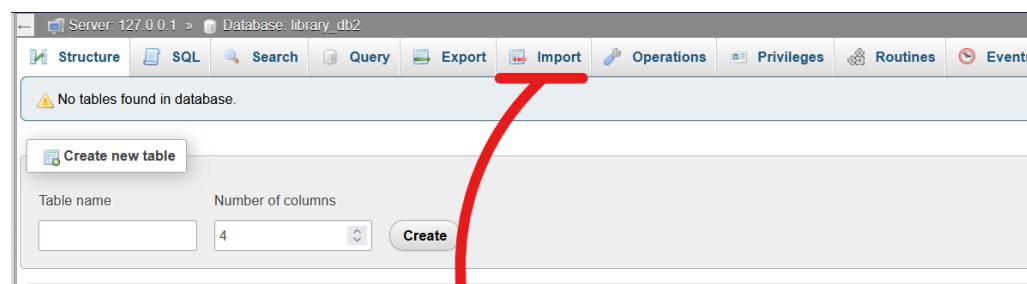 Server: 127.0.0.1 » Database: library_db2
Structure SQL Search Query Export Import Operations Privileges Routines Events
No tables found in database.
Create new table
Table name Number of columns
4 Create